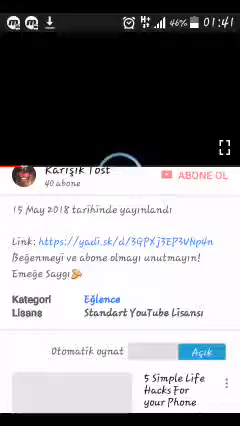 46% 01:41
Karışık Tost
40 abone
ABONE OL
15 May 2018 tarihinde yayınlandı
Link: https://yadi.sk/d/3GPXj3EP3VNp4n
Beğenmeyi ve abone olmayı unutmayın!
Emeğe Saygı
Kategori Eğlence
Lisans Standart YouTube Lisansı
Otomatik oynat Açık
5 Simple Life
Hacks For
your Phone